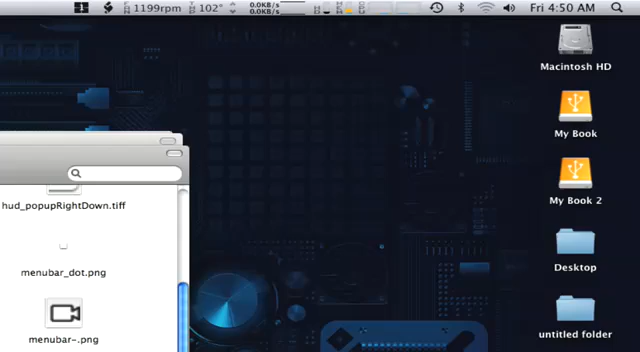 1199rpm 102° 0.0KB/s Fri 4:50 AM
0.0KB/s
Macintosh HD
My Book
My Book 2
hud_popupRightDown.tiff
Desktop
menubar_dot.png
untitled folder
menubar-.png